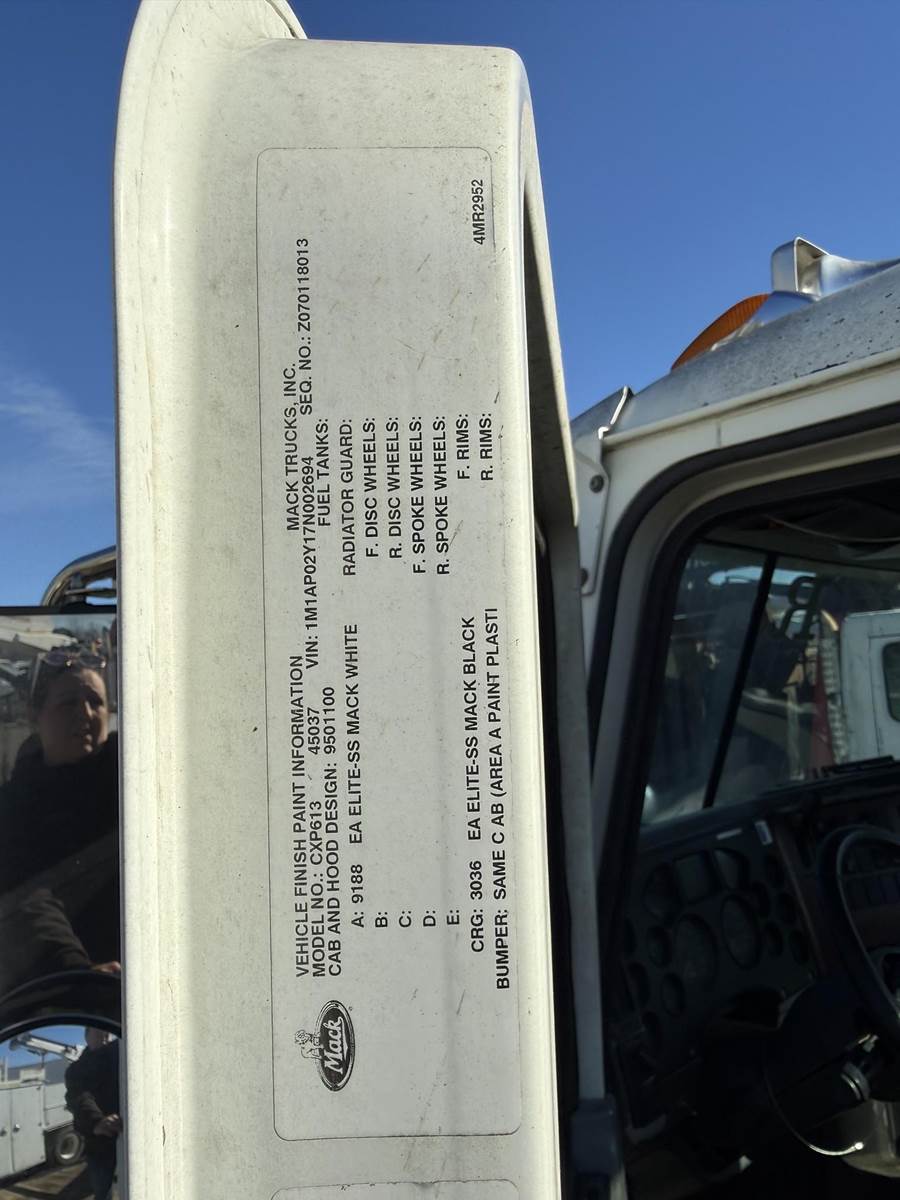 Mack
VEHICLE FINISH PAINT INFORMATION MACK TRUCKS, INC.
MODEL NO.: CXP613 45037 VIN: 1M1AP02Y17N002694 SEQ. NO.: Z070118013
CAB AND HOOD DESIGN: 9501100 FUEL TANKS:
A: 9188 EA ELITE-SS MACK WHITE RADIATOR GUARD:
B: F. DISC WHEELS:
C: R. DISC WHEELS:
D: F. SPOKE WHEELS:
E: R. SPOKE WHEELS:
CRG: 3036 EA ELITE-SS MACK BLACK F. RIMS:
BUMPER: SAME C AB (AREA A PAINT PLASTI R. RIMS:
4MR2952